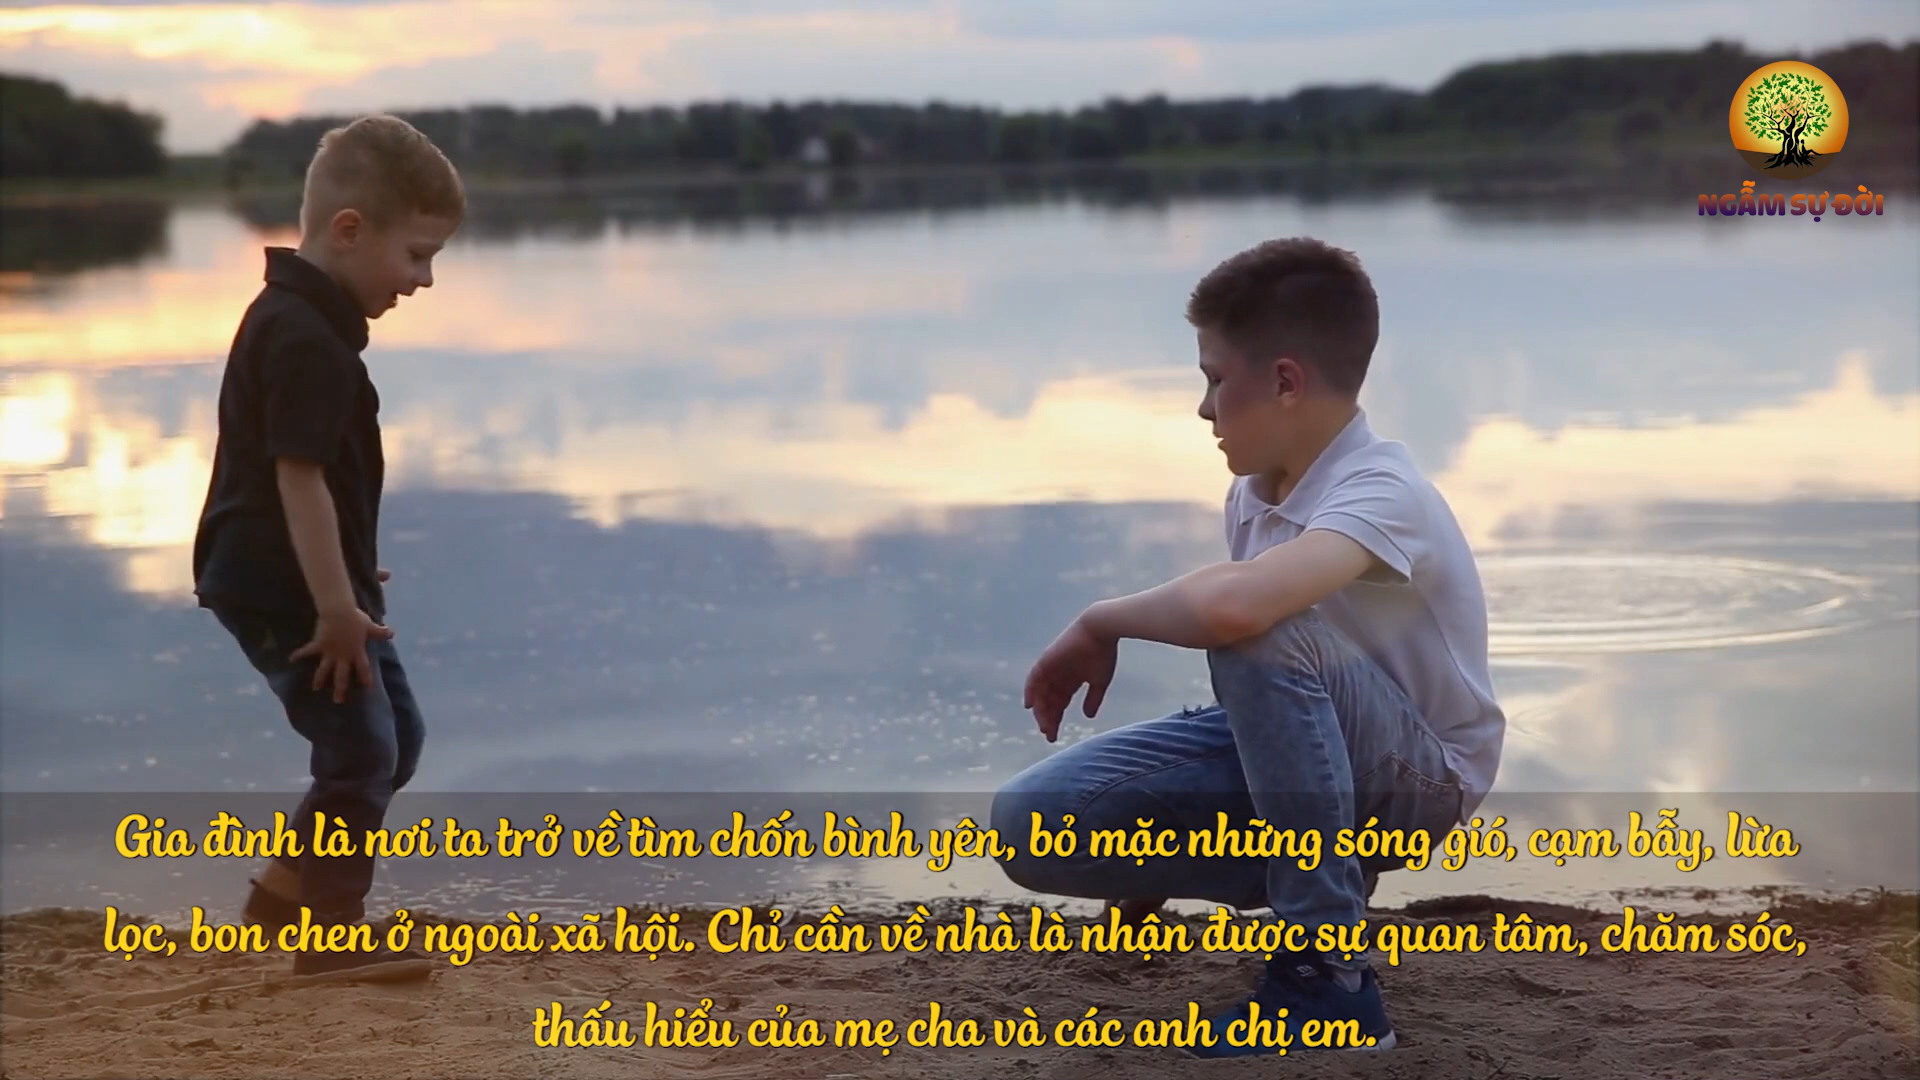 NGẪM SỰ ĐỜI
Gia đình là nơi ta trở về tìm chốn bình yên, bỏ mặc những sóng gió, cạm bẫy, lừa
lọc, bon chen ở ngoài xã hội. Chỉ cần về nhà là nhận được sự quan tâm, chăm sóc,
thấu hiểu của mẹ cha và các anh chị em.